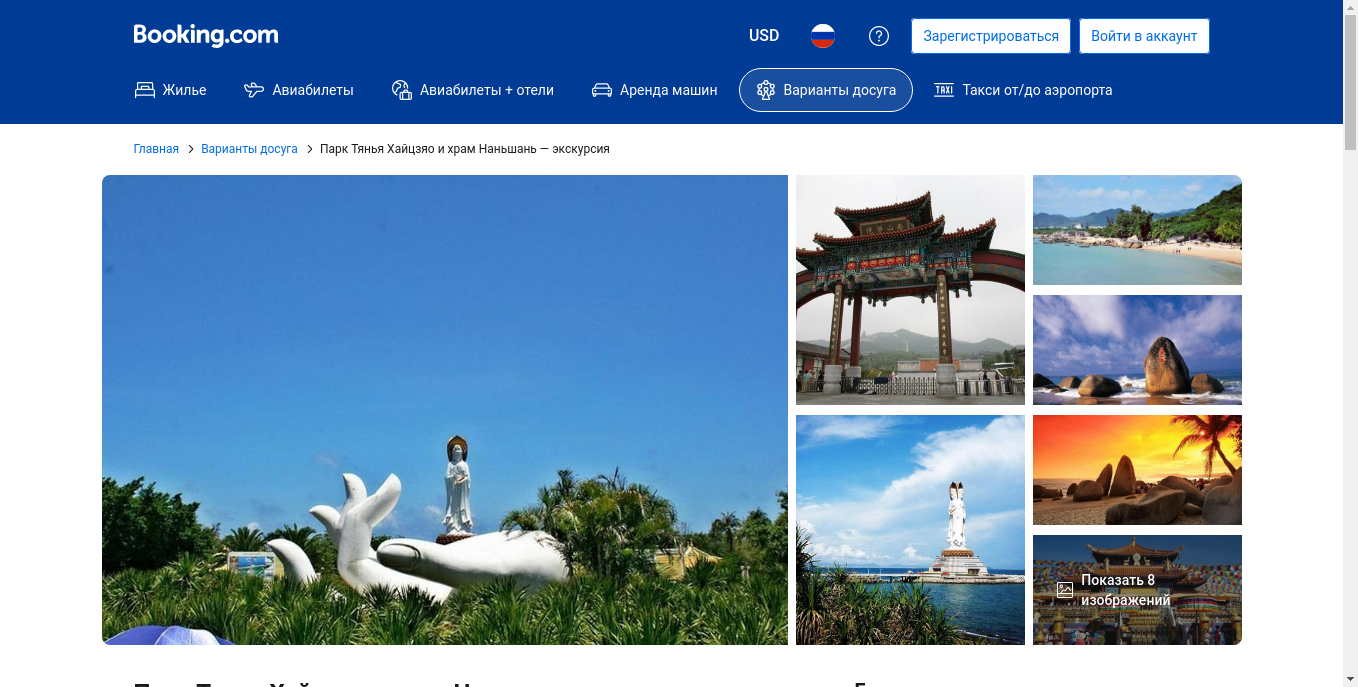 Booking.com
USD
Зарегистрироваться
Войти в аккаунт
Жилье
Авиабилеты
Авиабилеты + отели
Аренда машин
Варианты досуга
TAXI
Такси от/до аэропорта
Главная
Варианты досуга
Парк Тянья Хайцзяо и храм Наньшань — экскурсия
Показать 8
изображений